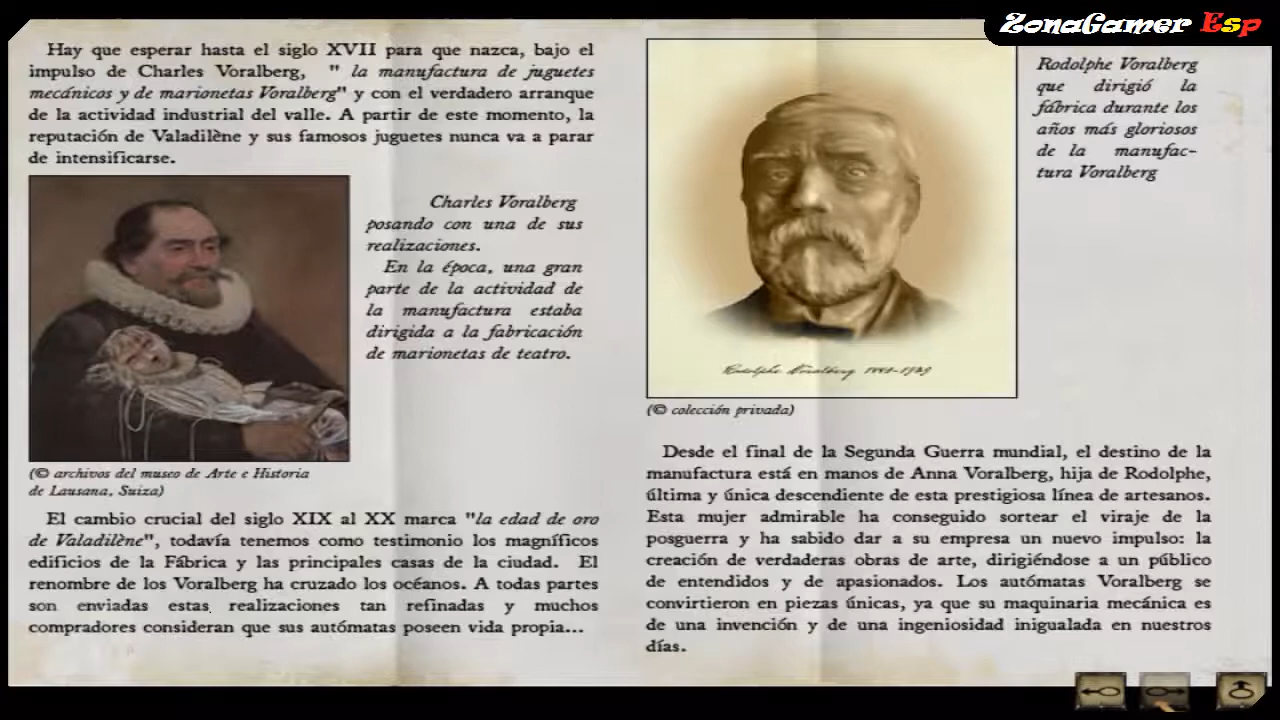 ZonaGamer Esp
Hay que esperar hasta el siglo XVII para que nazca, bajo el
impulso de Charles Voralberg, " la manufactura de juguetes
mecánicos y de marionetas Voralberg" y con el verdadero arranque
de la actividad industrial del valle. A partir de este momento, la
reputación de Valadilène y sus famosos juguetes nunca va a parar
de intensificarse.
Charles Voralberg
posando con una de sus
realizaciones.
En la época, una gran
parte de la actividad de
la manufactura estaba
dirigida a la fabricación
de marionetas de teatro.
(© archivos del museo de Arte e Historia
de Lausana, Suiza)
El cambio crucial del siglo XIX al XX marca "la edad de oro
de Valadilène", todavía tenemos como testimonio los magníficos
edificios de la Fábrica y las principales casas de la ciudad. El
renombre de los Voralberg ha cruzado los océanos. A todas partes
son enviadas estas realizaciones tan refinadas y muchos
compradores consideran que sus autómatas poseen vida propia...
Rodolphe Voralberg
que dirigió la
fábrica durante los
años más gloriosos
de la manufac-
tura Voralberg
Rodolphe Voralberg
(© colección privada)
Desde el final de la Segunda Guerra mundial, el destino de la
manufactura está en manos de Anna Voralberg, hija de Rodolphe,
última y única descendiente de esta prestigiosa línea de artesanos.
Esta mujer admirable ha conseguido sortear el viraje de la
posguerra y ha sabido dar a su empresa un nuevo impulso: la
creación de verdaderas obras de arte, dirigiéndose a un público
de entendidos y de apasionados. Los autómatas Voralberg se
convirtieron en piezas únicas, ya que su maquinaria mecánica es
de una invención y de una ingeniosidad inigualada en nuestros
días.